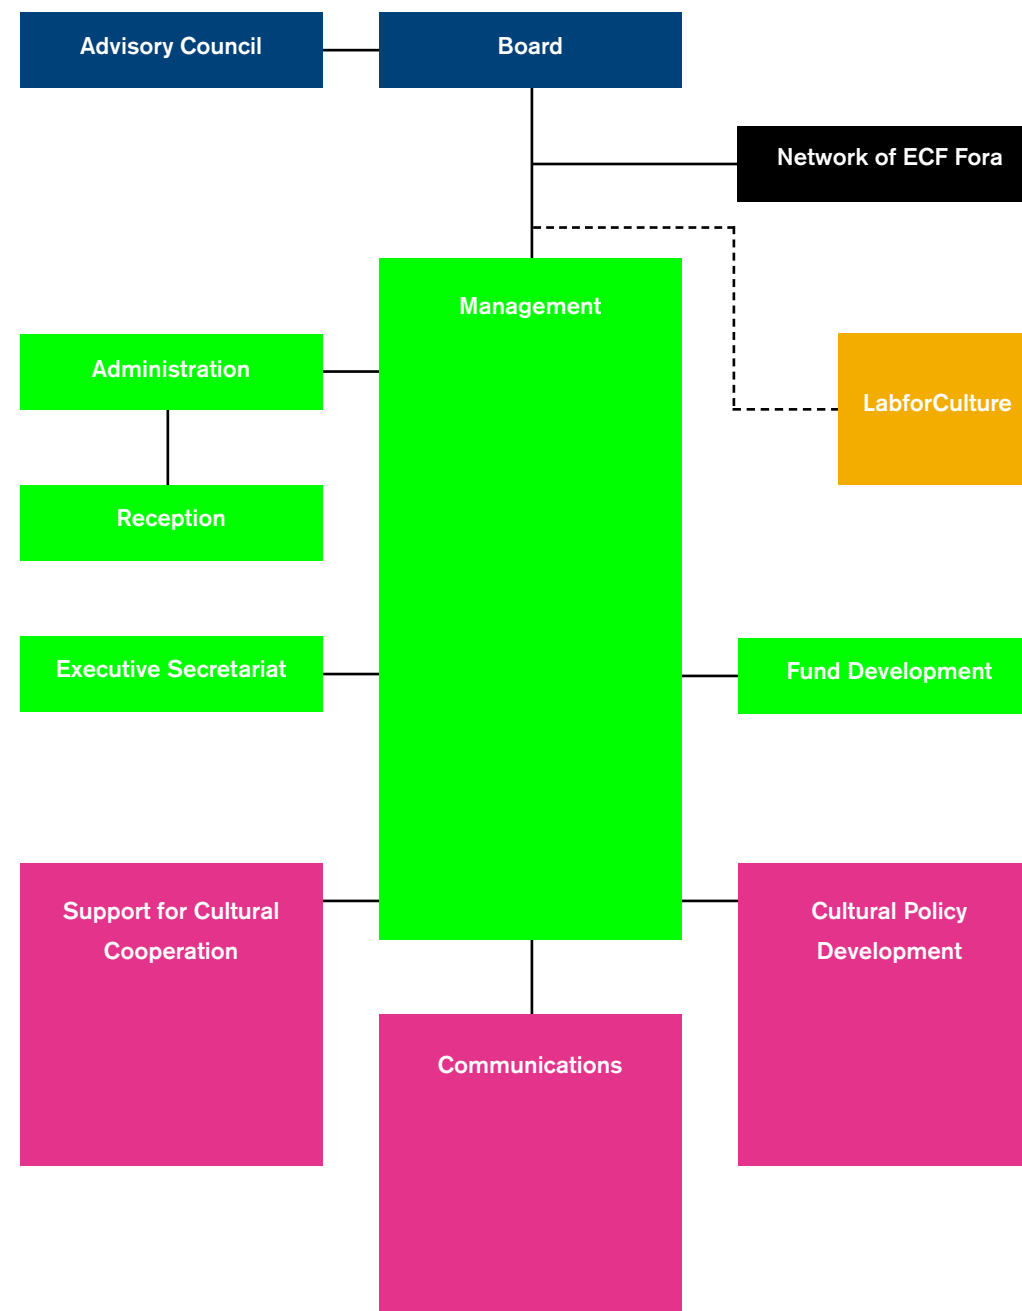 Advisory Council
Board
Network of ECF Fora
Management
Administration
LabforCulture
Reception
Executive Secretariat
Fund Development
Support for Cultural
Cooperation
Cultural Policy
Development
Communications